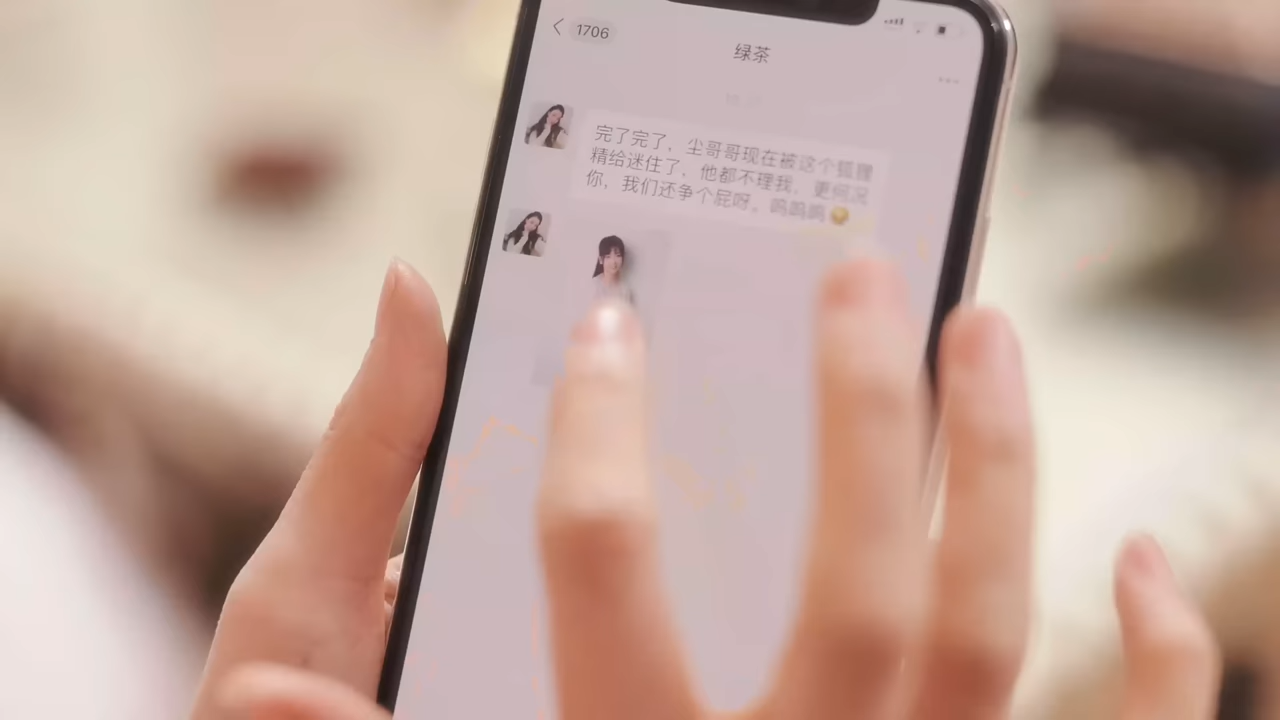 1706
绿茶
完了完了，尘哥哥现在被这个狐狸
精给迷住了，他都不理我，更何况
你，我们还争个屁呀。呜呜呜